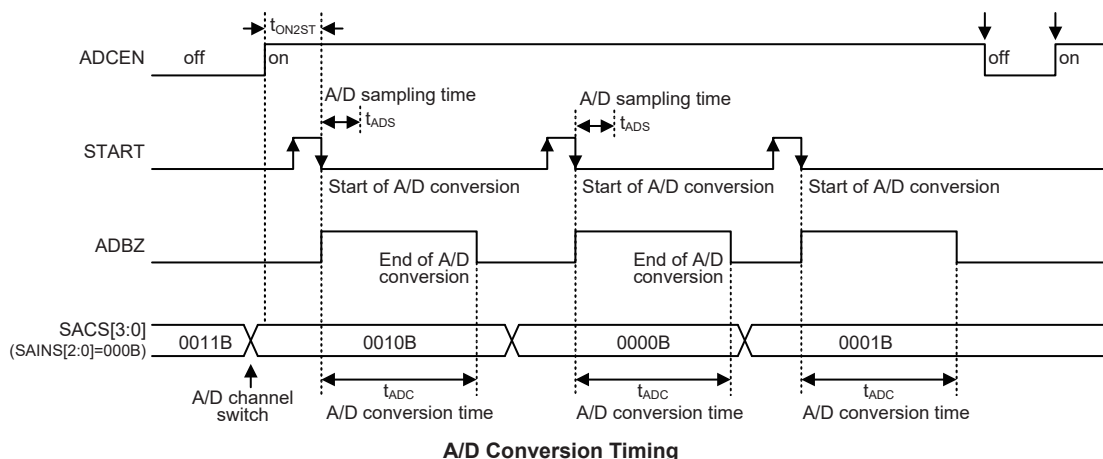 tON2ST
ADCEN
off
on
off
on
A/D sampling time
tADS
A/D sampling time
tADS
START
Start of A/D conversion
Start of A/D conversion
Start of A/D conversion
ADBZ
End of A/D
conversion
End of A/D
conversion
SACS[3:0]
(SAINS[2:0]=000B)
0011B
0010B
0000B
0001B
A/D channel
switch
tADC
A/D conversion time
tADC
A/D conversion time
tADC
A/D conversion time
A/D Conversion Timing